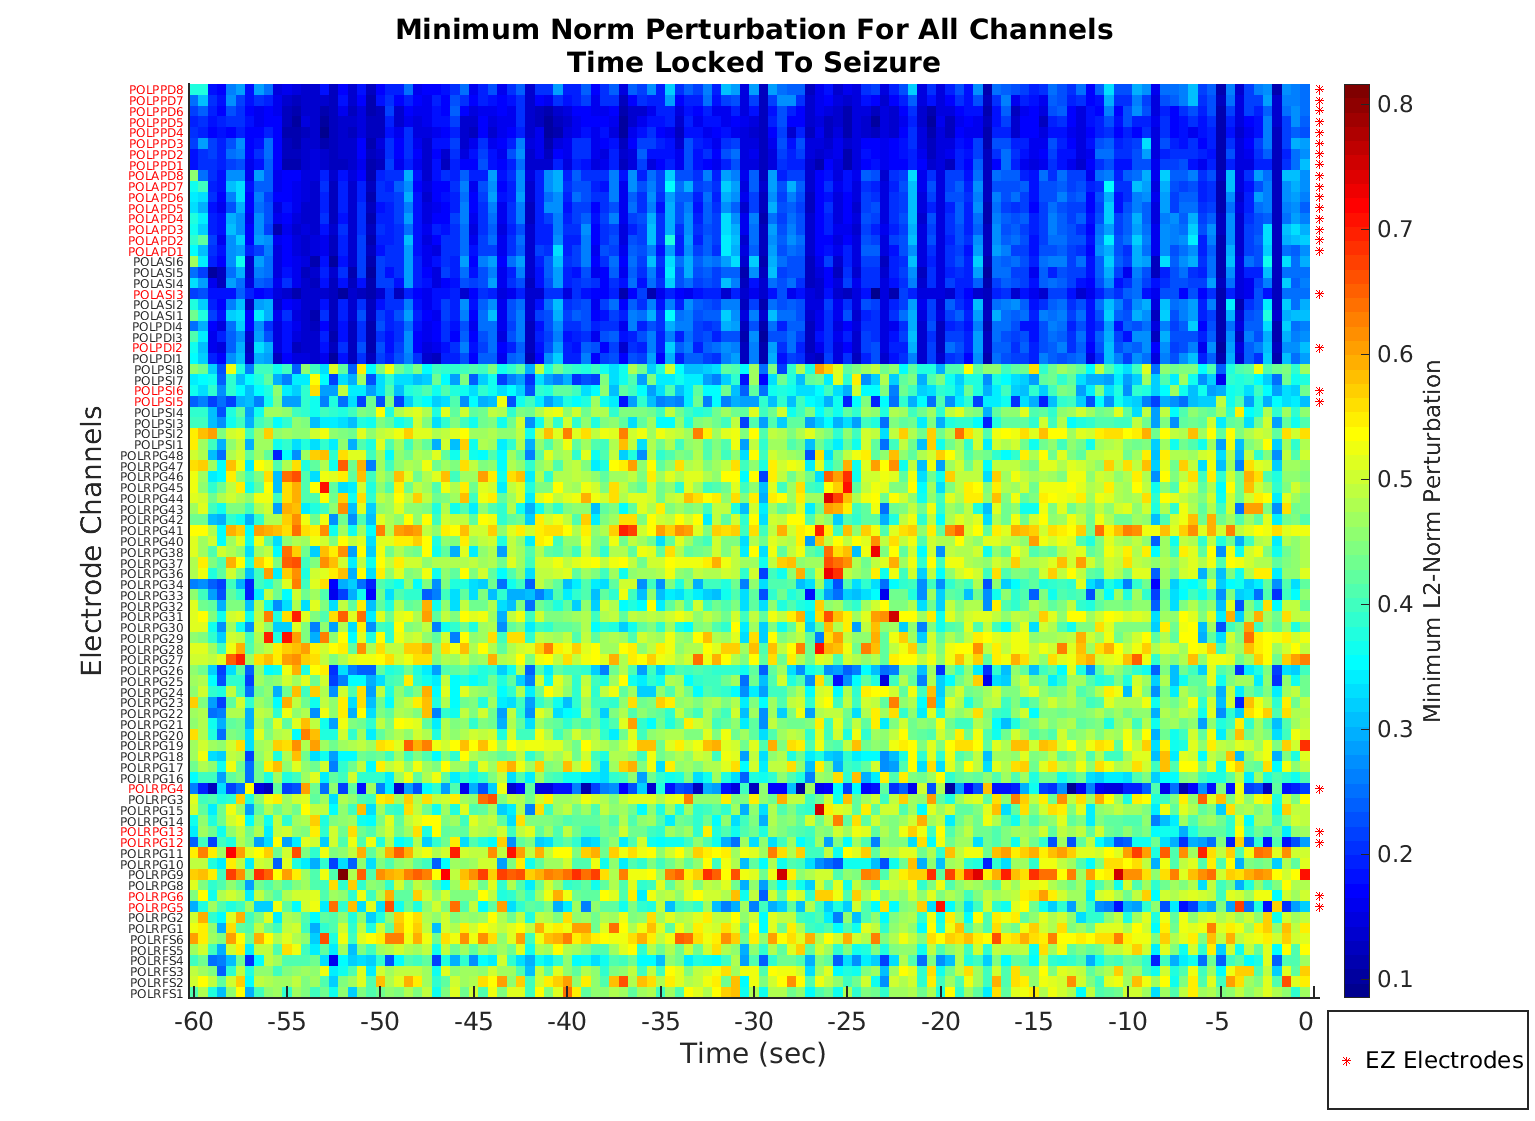 Minimum Norm Perturbation For All Channels
Time Locked To Seizure
Electrode Channels
POLPPD8
POLPPD7
POLPPD6
POLPPD5
POLPPD4
POLPPD3
POLPPD2
POLPPD1
POLAPD8
POLAPD7
POLAPD6
POLAPD5
POLAPD4
POLAPD3
POLAPD2
POLAPD1
POLASI6
POLASI5
POLASI4
POLASI3
POLASI2
POLASI1
POLPDI4
POLPDI3
POLPDI2
POLPDI1
POLPSI8
POLPSI7
POLPSI6
POLPSI5
POLPSI4
POLPSI3
POLPSI2
POLPSI1
POLRPG48
POLRPG47
POLRPG46
POLRPG45
POLRPG44
POLRPG43
POLRPG42
POLRPG41
POLRPG40
POLRPG38
POLRPG37
POLRPG36
POLRPG34
POLRPG33
POLRPG32
POLRPG31
POLRPG30
POLRPG29
POLRPG28
POLRPG27
POLRPG26
POLRPG25
POLRPG24
POLRPG23
POLRPG22
POLRPG21
POLRPG20
POLRPG19
POLRPG18
POLRPG17
POLRPG16
POLRPG4
POLRPG3
POLRPG15
POLRPG14
POLRPG13
POLRPG12
POLRPG11
POLRPG10
POLRPG9
POLRPG8
POLRPG6
POLRPG5
POLRPG2
POLRPG1
POLRFS6
POLRFS5
POLRFS4
POLRFS3
POLRFS2
POLRFS1
-60 -55 -50 -45 -40 -35 -30 -25 -20 -15 -10 -5 0
Time (sec)
0.8
0.7
0.6
0.5
0.4
0.3
0.2
0.1
Minimum L2-Norm Perturbation
EZ Electrodes